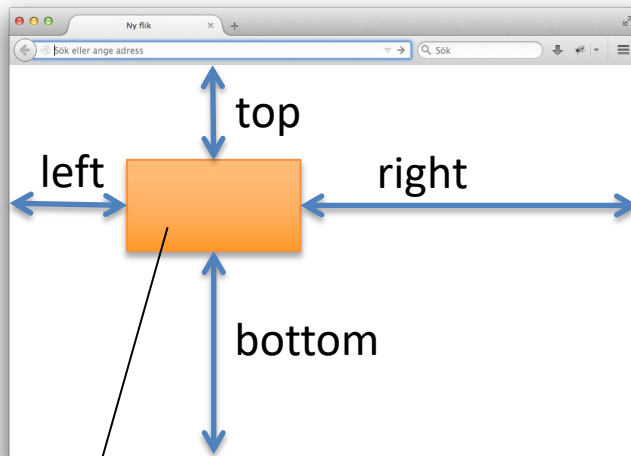 Ny flik
Sök eller ange adress
Sök
top
left
right
bottom